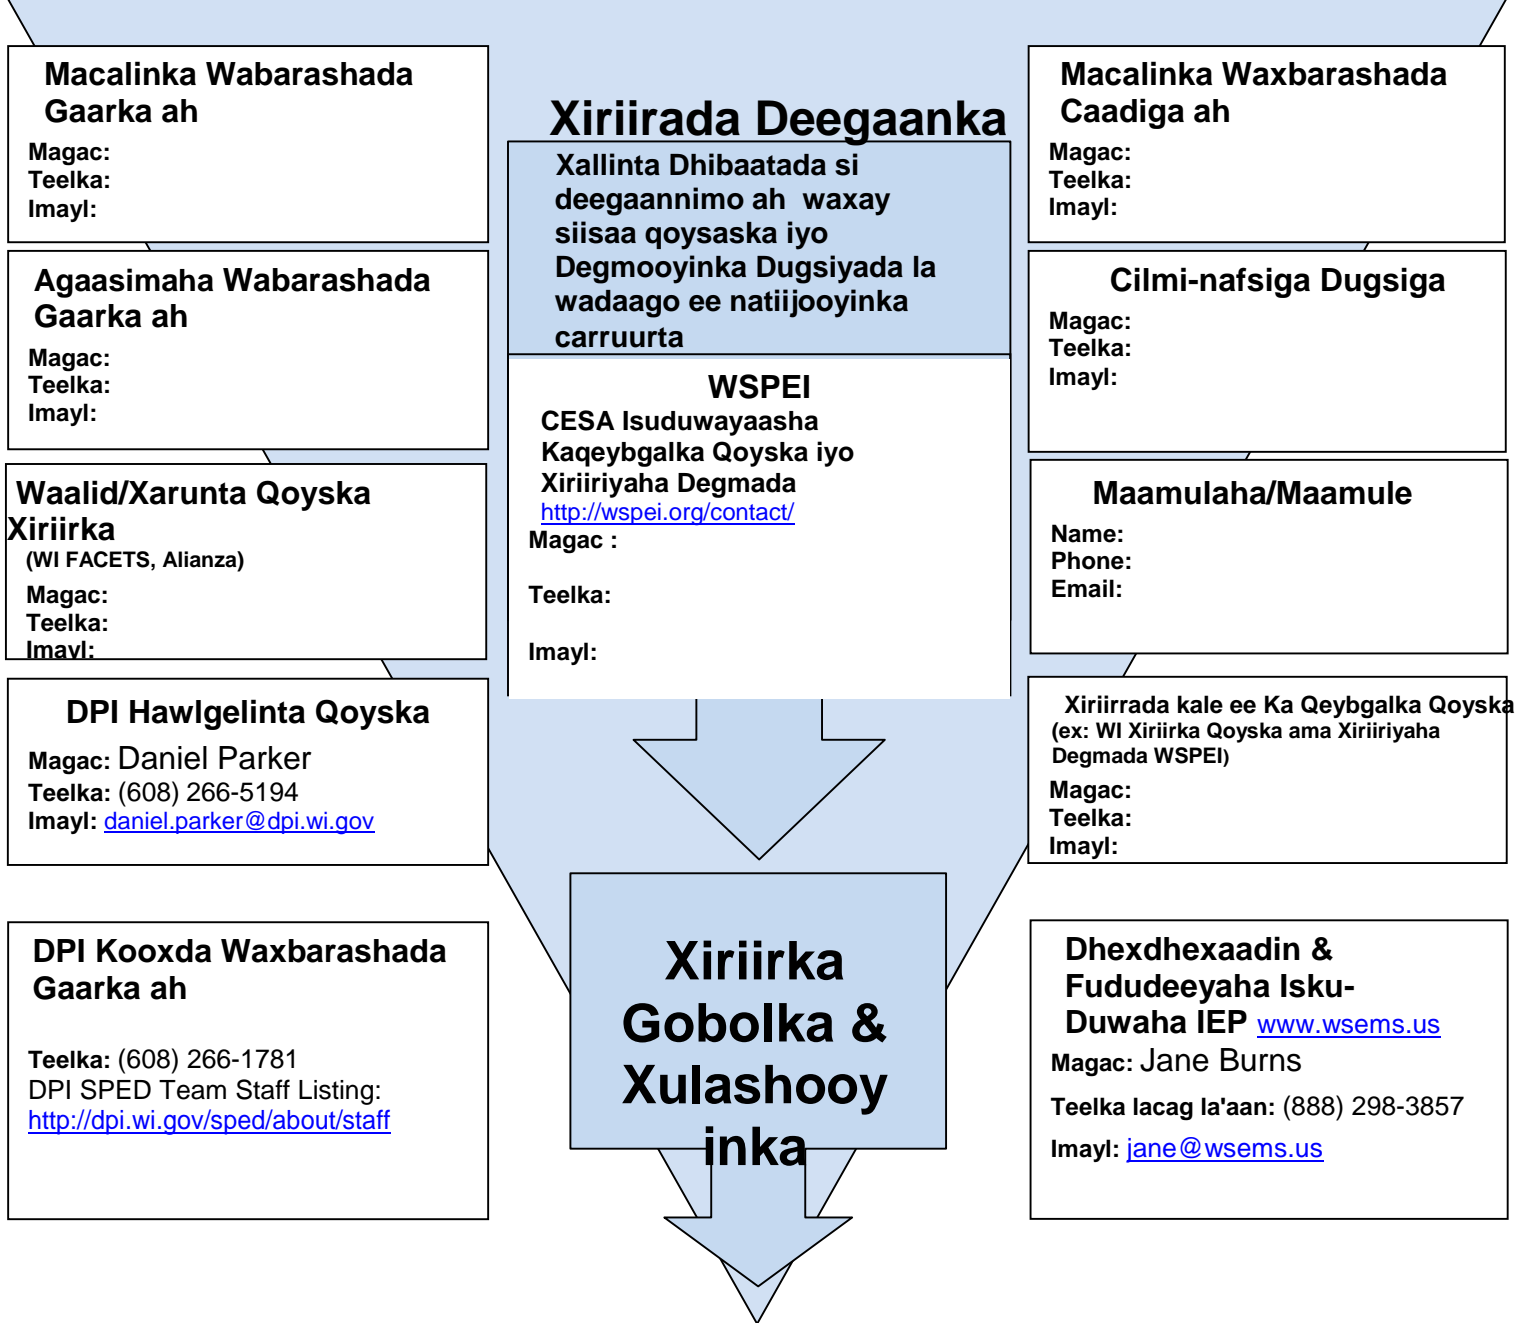 Macalinka Wabarashada
Gaarka ah
Magac:
Teelka:
Imayl:
Agaasimaha Wabarashada
Gaarka ah
Magac:
Teelka:
Imayl:
Waalid/Xarunta Qoyska
Xiriirka
(WI FACETS, Alianza)
Magac:
Teelka:
Imayl:
DPI Hawlgelinta Qoyska
Magac: Daniel Parker
Teelka: (608) 266-5194
Imayl: daniel.parker@dpi.wi.gov
DPI Kooxda Waxbarashada
Gaarka ah
Teelka: (608) 266-1781
DPI SPED Team Staff Listing:
http://dpi.wi.gov/sped/about/staff
Xiriirada Deegaanka
Xallinta Dhibaatada si
deegaannimo ah waxay
siisaa qoysaska iyo
Degmooyinka Dugsiyada la
wadaago ee natiijooyinka
carruurta
WSPEI
CESA Isuduwayaasha
Kaqeybgalka Qoyska iyo
Xiriiriyaha Degmada
http://wspei.org/contact/
Magac :
Teelka:
Imayl:
Xiriirka
Gobolka &
Xulashooy
inka
Macalinka Waxbarashada
Caadiga ah
Magac:
Teelka:
Imayl:
Cilmi-nafsiga Dugsiga
Magac:
Teelka:
Imayl:
Maamulaha/Maamule
Name:
Phone:
Email:
Xiriirrada kale ee Ka Qeybgalka Qoyska
(ex: WI Xiriirka Qoyska ama Xiriiriyaha
Degmada WSPEI)
Magac:
Teelka:
Imayl:
Dhexdhexaadin &
Fududeeyaha Isku-
Duwaha IEP www.wsems.us
Magac: Jane Burns
Teelka lacag la'aan: (888) 298-3857
Imayl: jane@wsems.us